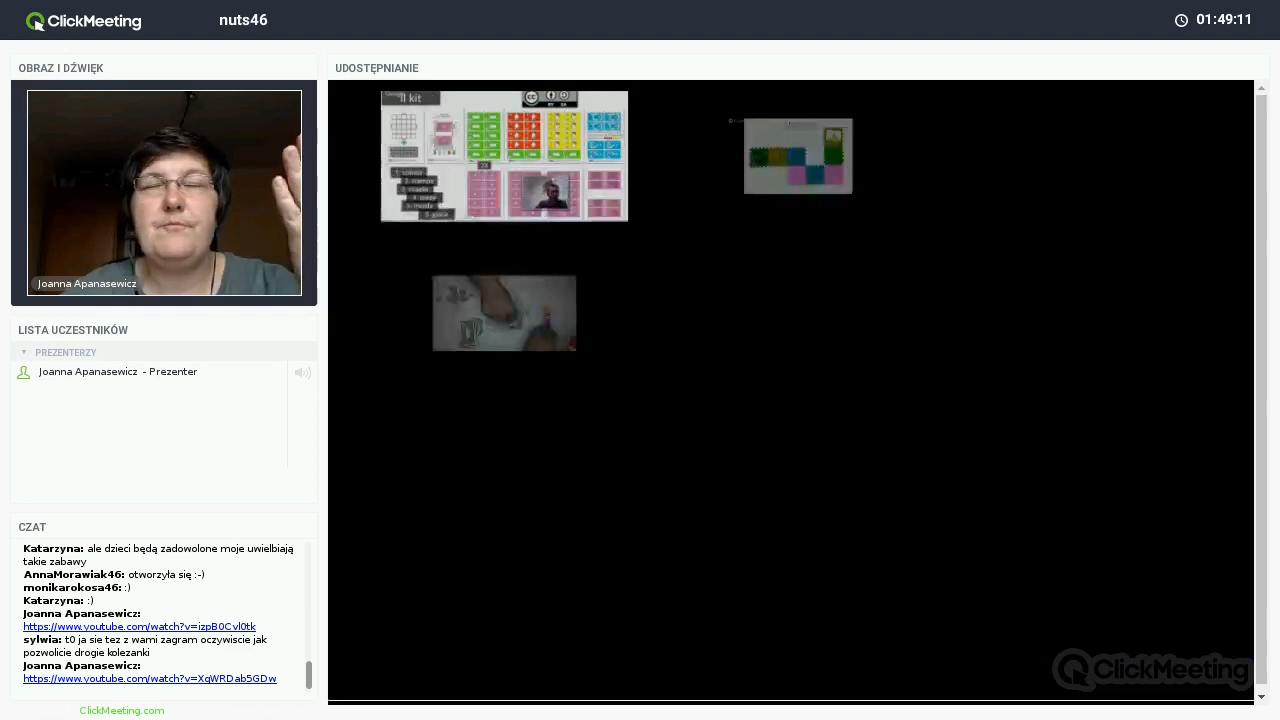 ClickMeeting
nuts46
01:49:11
OBRAZ I DŹWIĘK
Joanna Apanasewicz
LISTA UCZESTNIKÓW
PREZENTERZY
Joanna Apanasewicz - Prezenter
CZAT
Katarzyna: ale dzieci będą zadowolone moje uwielbiają
takie zabawy
AnnaMorawiak46: otworzyła się :-)
monikarokosa46: :)
Katarzyna: :)
Joanna Apanasewicz:
https://www.youtube.com/watch?v=izpB0Cvl0tk
sylwia: t0 ja sie tez z wami zagram oczywiscie jak
pozwolicie drogie kolezanki
Joanna Apanasewicz:
https://www.youtube.com/watch?v=XqWRDab5GDw
ClickMeeting.com
UDOSTĘPNIANIE
kit
ClickMeeting